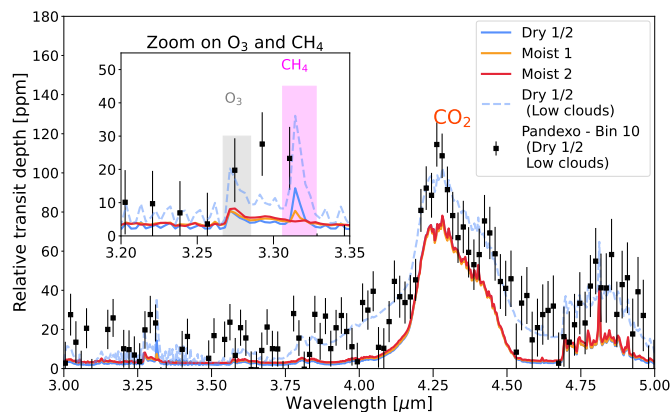 Zoom on O₃ and CH₄
CH₄
O₃
50
40
30
20
10
0
3.20
3.25
3.30
3.35
Dry 1/2
Moist 1
Moist 2
Dry 1/2
(Low clouds)
Pandexo - Bin 10
(Dry 1/2
Low clouds)
CO₂
Relative transit depth [ppm]
180
160
140
120
100
80
60
40
20
0
3.00
3.25
3.50
3.75
4.00
4.25
4.50
4.75
5.00
Wavelength [μm]